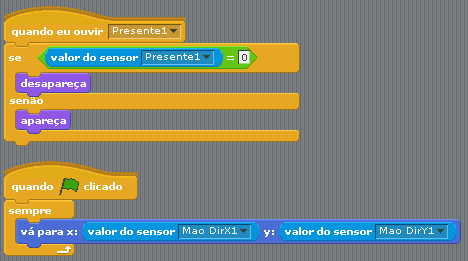 quando eu ouvir Presente1
se valor do sensor Presente1 = 0
desapareça
senão
apareça
quando clicado
sempre
vá para x: valor do sensor Mao DirX1 y: valor do sensor Mao DirY1